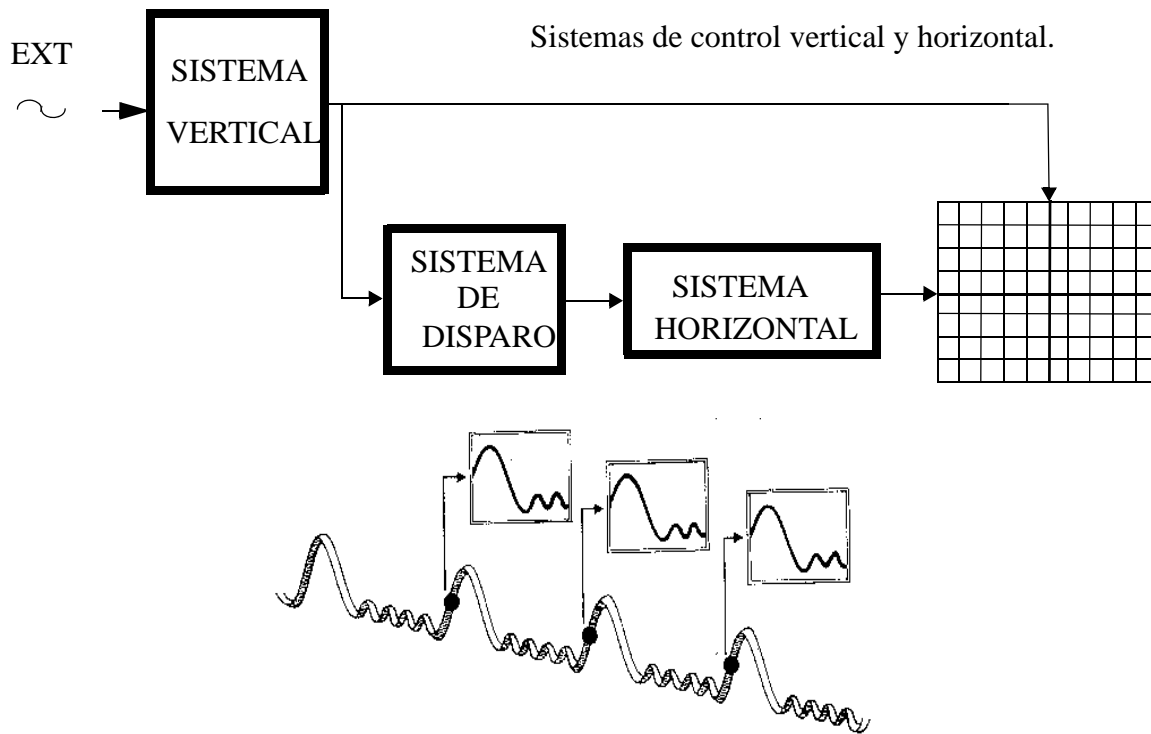 Sistemas de control vertical y horizontal.
EXT
SISTEMA
VERTICAL
SISTEMA
DE
DISPARO
SISTEMA
HORIZONTAL